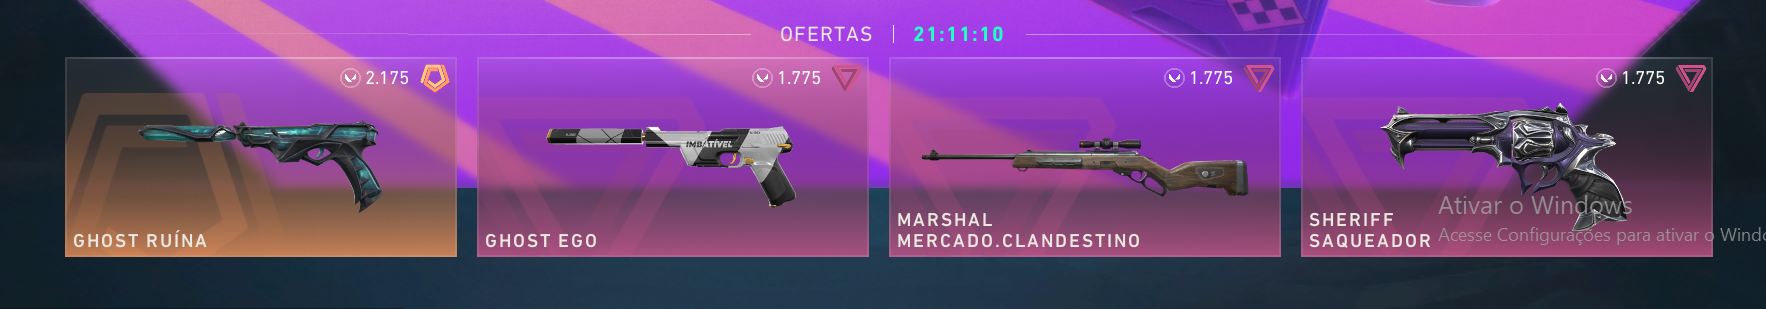 OFERTAS | 21:11:10
2.175
GHOST RUÍNA
1.775
IMBATÍVEL
GHOST EGO
1.775
MARSHAL
MERCADO.CLANDESTINO
1.775
SHERIFF
SAQUEADOR
Ativar o Windows
Acesse Configurações para ativar o Windo